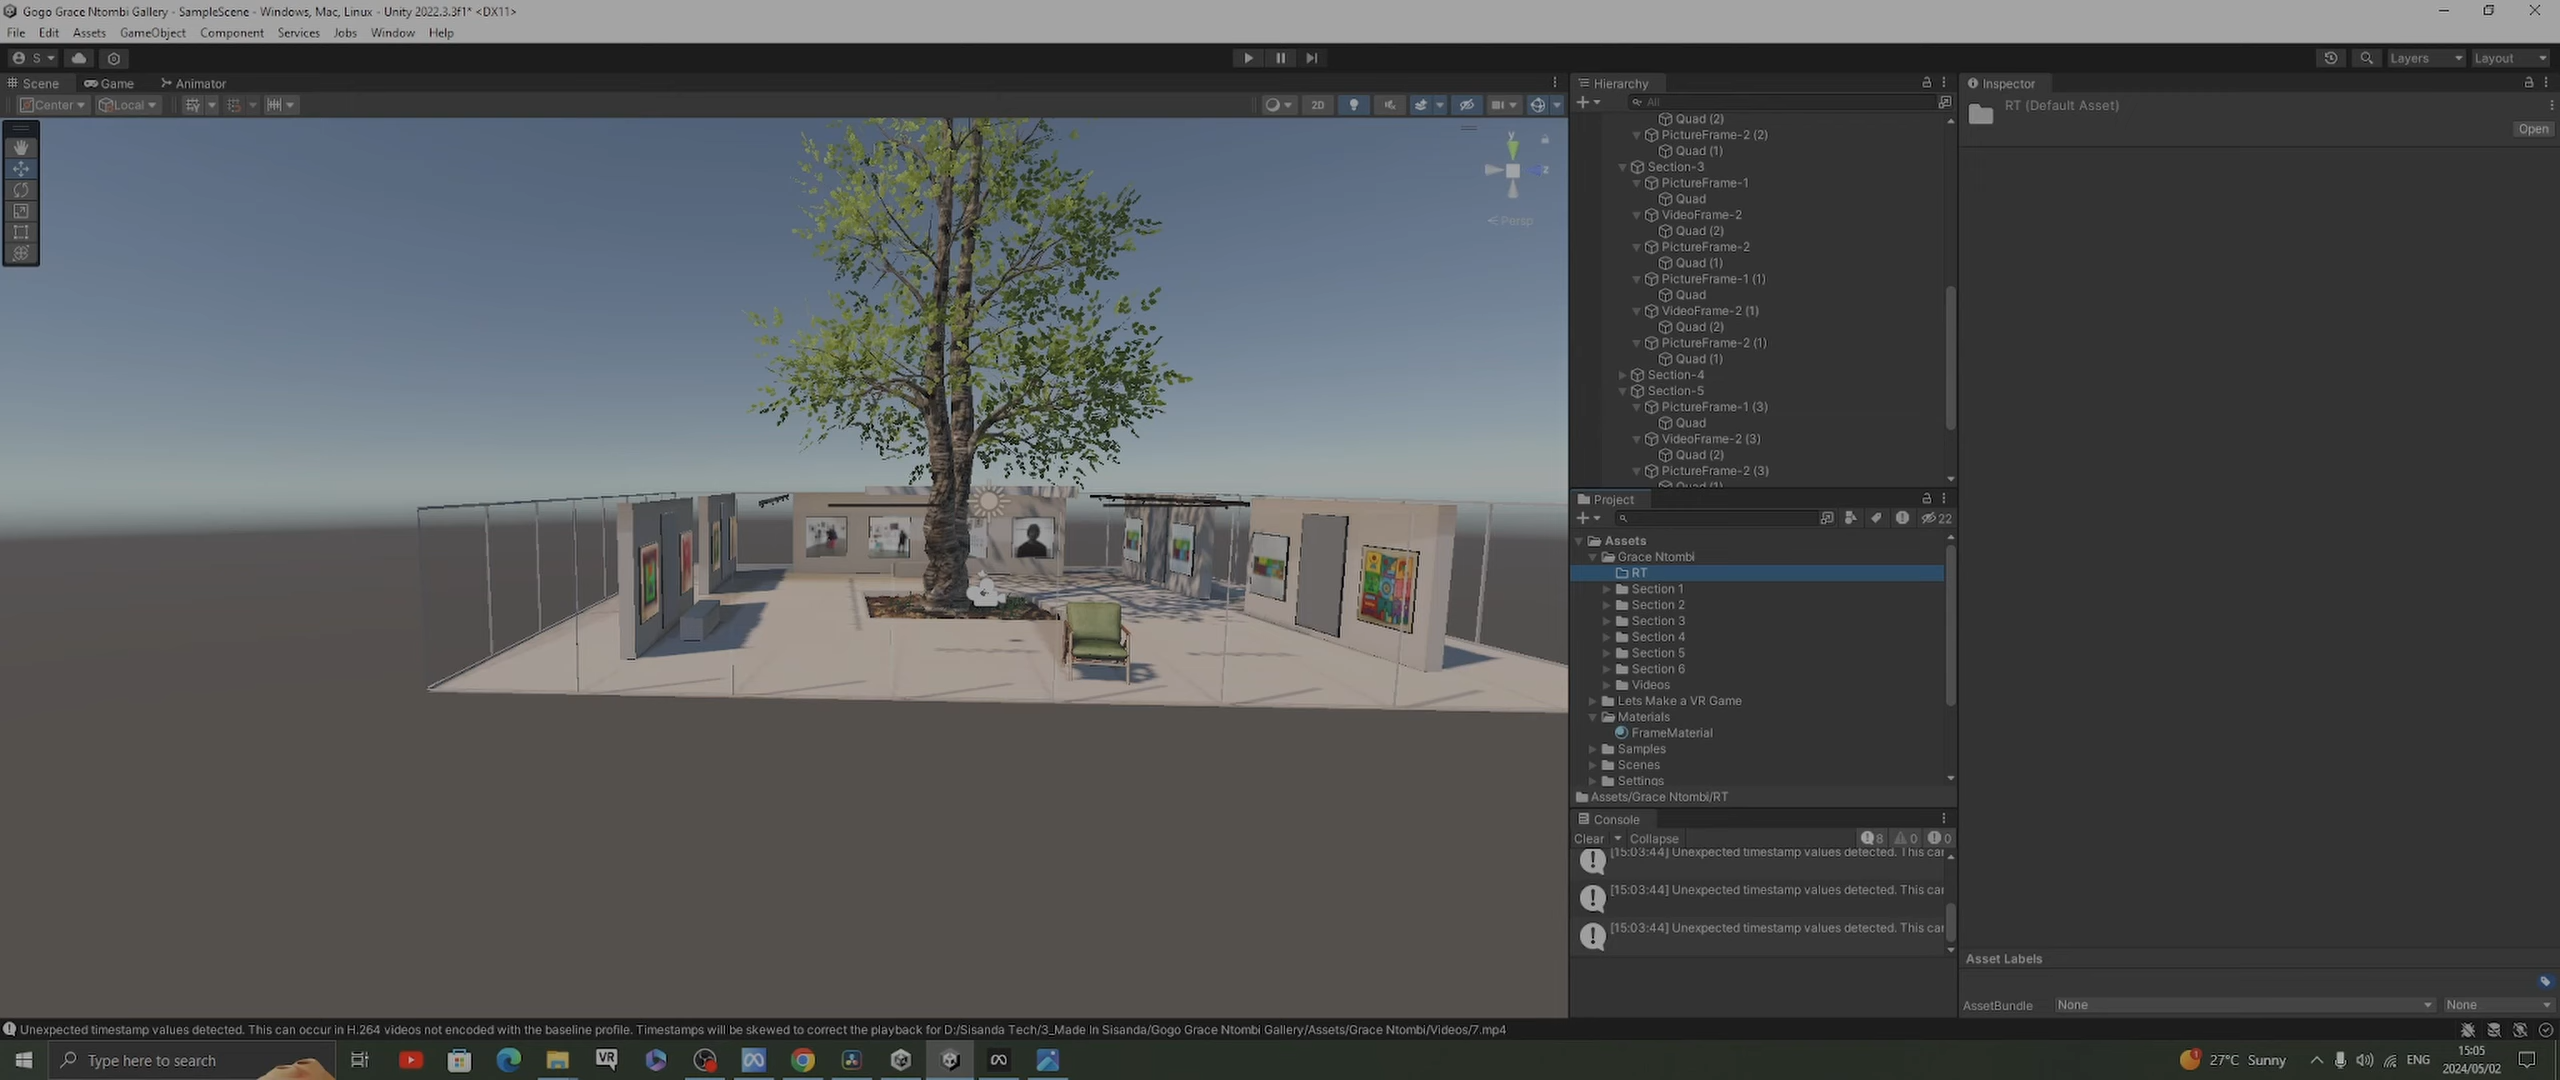 Gogo Grace Ntombi Gallery - SampleScene - Windows, Mac, Linux - Unity 2022.3.3f1* <DX11>
File Edit Assets GameObject Component Services Jobs Window Help
S Layers Layout
Scene Game Animator
Center Local 2D
y
z
Persp
Hierarchy
All
Quad (2)
PictureFrame-2 (2)
Quad (1)
Section-3
PictureFrame-1
Quad
VideoFrame-2
Quad (2)
PictureFrame-2
Quad (1)
PictureFrame-1 (1)
Quad
VideoFrame-2 (1)
Quad (2)
PictureFrame-2 (1)
Quad (1)
Section-4
Section-5
PictureFrame-1 (3)
Quad
VideoFrame-2 (3)
Quad (2)
PictureFrame-2 (3)
Quad (1)
Project
22
Assets
Grace Ntombi
RT
Section 1
Section 2
Section 3
Section 4
Section 5
Section 6
Videos
Lets Make a VR Game
Materials
FrameMaterial
Samples
Scenes
Settings
Assets/Grace Ntombi/RT
Console
Clear Collapse 8 0 0
[15:03:44] Unexpected timestamp values detected. This car
[15:03:44] Unexpected timestamp values detected. This car
[15:03:44] Unexpected timestamp values detected. This car
Inspector
RT (Default Asset)
Open
Asset Labels
AssetBundle None None
Unexpected timestamp values detected. This can occur in H.264 videos not encoded with the baseline profile. Timestamps will be skewed to correct the playback for D:/Sisanda Tech/3_Made In Sisanda/Gogo Grace Ntombi Gallery/Assets/Grace Ntombi/Videos/7.mp4
Type here to search
VR
27°C Sunny
ENG
15:05
2024/05/02